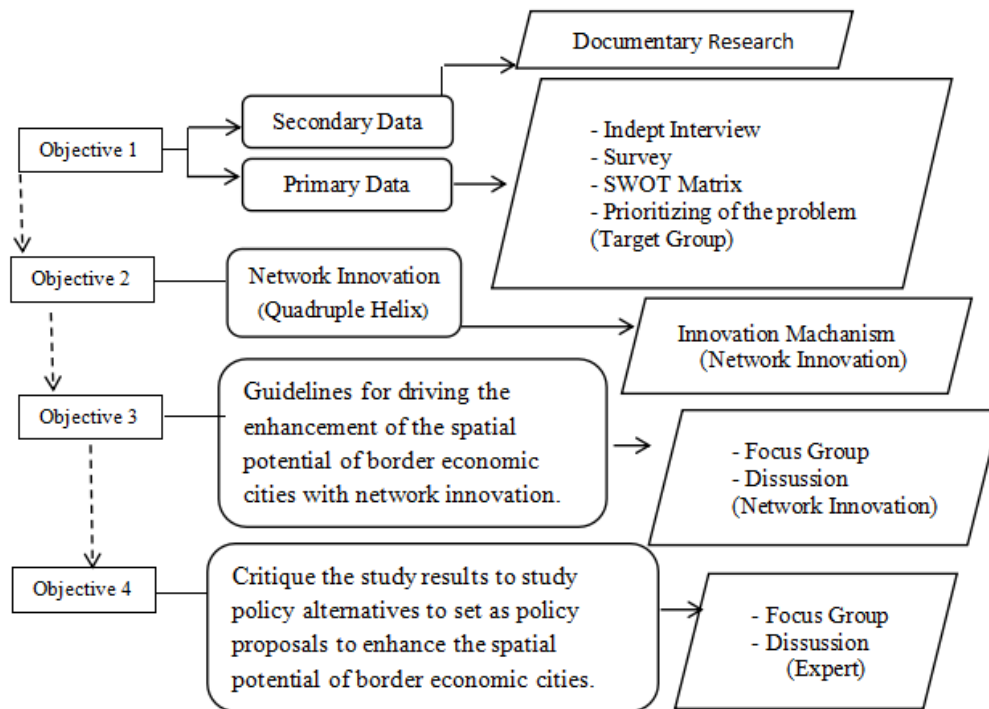 Documentary Research
Secondary Data
Objective 1
Primary Data
- Indept Interview
- Survey
- SWOT Matrix
- Prioritizing of the problem
(Target Group)
Objective 2
Network Innovation
(Quadruple Helix)
Innovation Machanism
(Network Innovation)
Objective 3
Guidelines for driving the
enhancement of the spatial
potential of border economic
cities with network innovation.
- Focus Group
- Dissussion
(Network Innovation)
Objective 4
Critique the study results to study
policy alternatives to set as policy
proposals to enhance the spatial
potential of border economic cities.
- Focus Group
- Dissussion
(Expert)